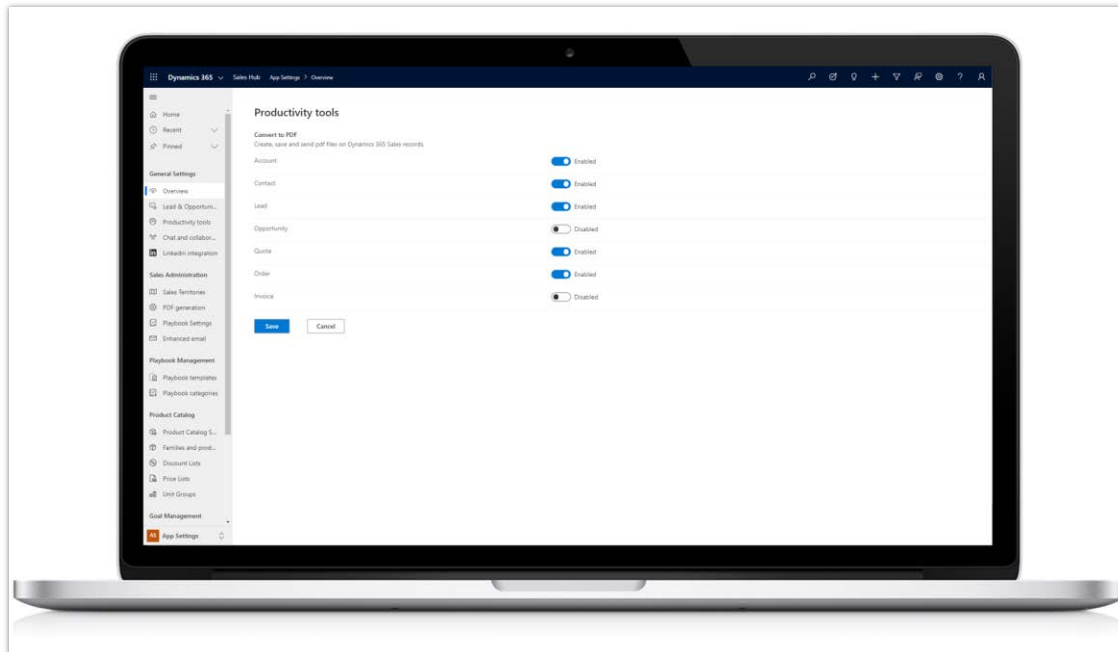 Dynamics 365
Sales Hub
App Settings > Overview
?
Home
Recent
Pinned
General Settings
Overview
Lead & Opportuni...
Productivity tools
Chat and collabor...
LinkedIn integration
Sales Administration
Sales Territories
PDF generation
Playbook Settings
Enhanced email
Playbook Management
Playbook templates
Playbook categories
Product Catalog
Product Catalog S...
Families and prod...
Discount Lists
Price Lists
Unit Groups
Goal Management
AS App Settings
Productivity tools
Convert to PDF
Create, save and send pdf files on Dynamics 365 Sales records.
Account Enabled
Contact Enabled
Lead Enabled
Opportunity Disabled
Quote Enabled
Order Enabled
Invoice Disabled
Save Cancel